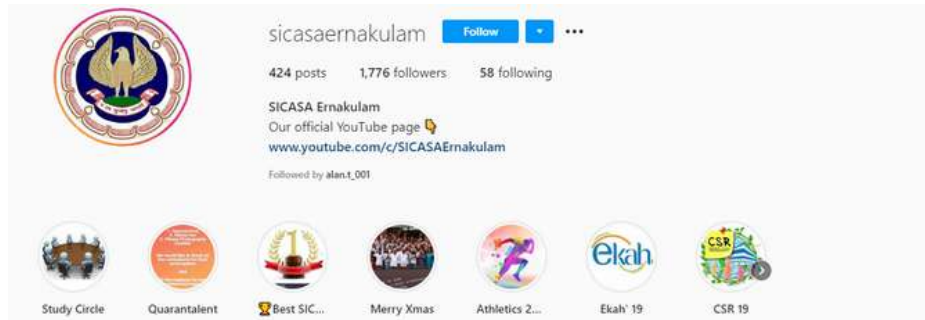 sicasaernakulam Follow
424 posts 1,776 followers 58 following
SICASA Ernakulam
Our official YouTube page 👇
www.youtube.com/c/SICASAErnakulam
Followed by alan.t_001
1
Ekah
CSR
Study Circle Quarantalent 🏆Best SIC... Merry Xmas Athletics 2... Ekah' 19 CSR 19